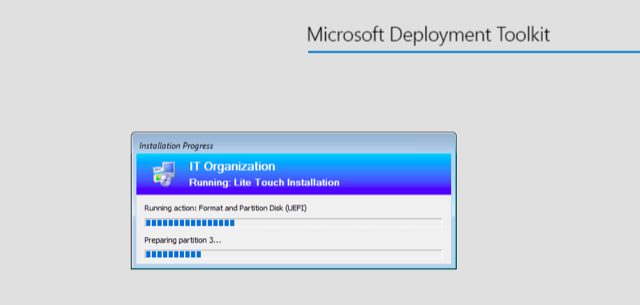 Microsoft Deployment Toolkit
Installation Progress
IT Organization
Running: Lite Touch Installation
Running action: Format and Partition Disk (UEFI)
Preparing partition 3...